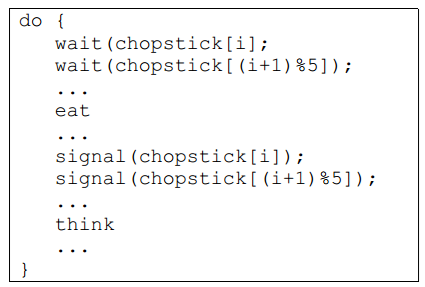 do {
wait(chopstick[i];
wait(chopstick[(i+1)%5]);
...
eat
...
signal(chopstick[i]);
signal(chopstick[(i+1)%5]);
...
think
...
}